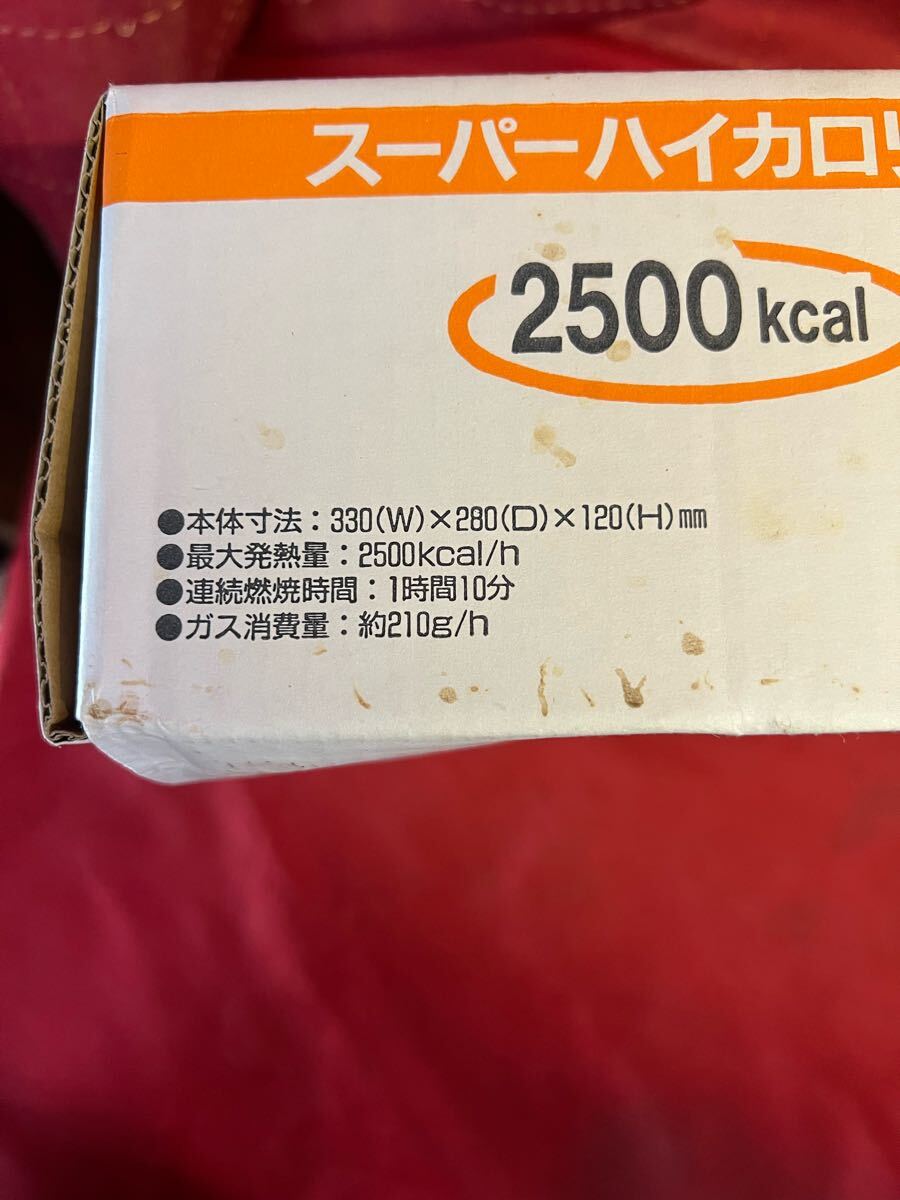 スーパーハイカロリ
2500 kcal
●本体寸法：330(W)×280(D)×120(H)㎜
●最大発熱量：2500kcal/h
●連続燃焼時間：1時間10分
●ガス消費量：約210g/h